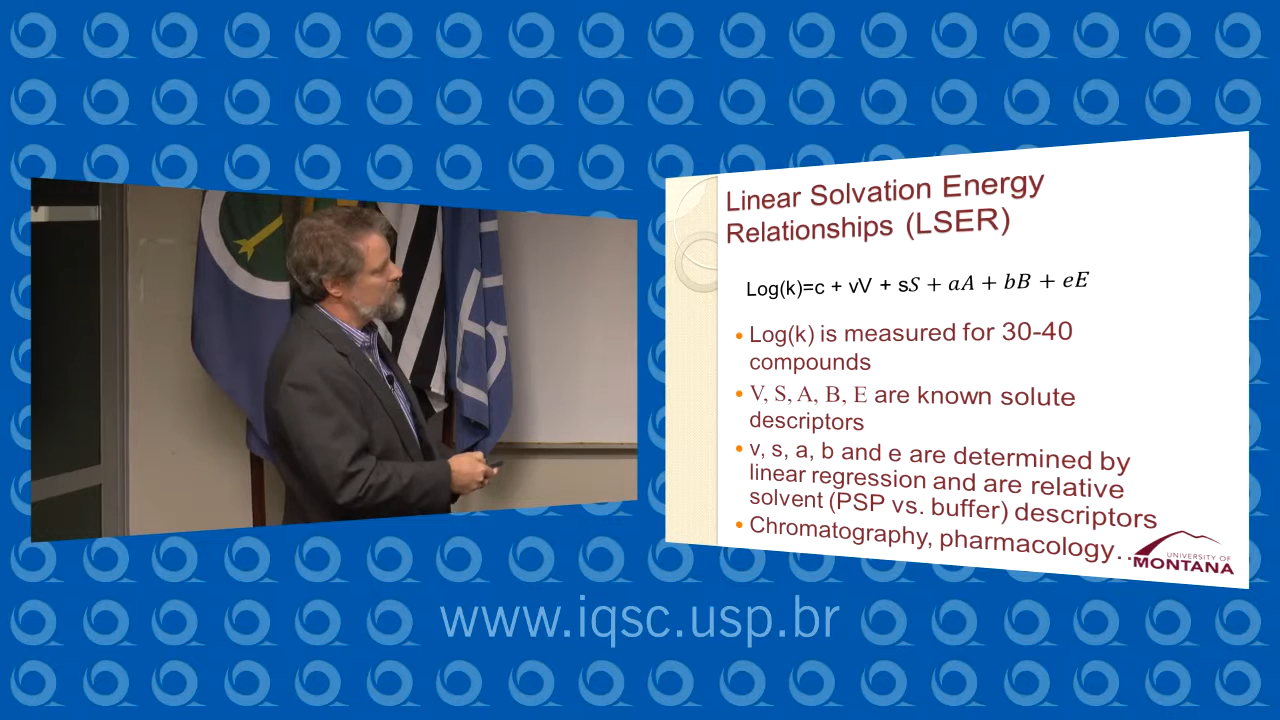 Linear Solvation Energy
Relationships (LSER)
Log(k)=c + vV + sS + aA + bB + eE
• Log(k) is measured for 30-40
compounds
• V, S, A, B, E are known solute
descriptors
• v, s, a, b and e are determined by
linear regression and are relative
solvent (PSP vs. buffer) descriptors
• Chromatography, pharmacology…
UNIVERSITY OF
MONTANA
www.iqsc.usp.br